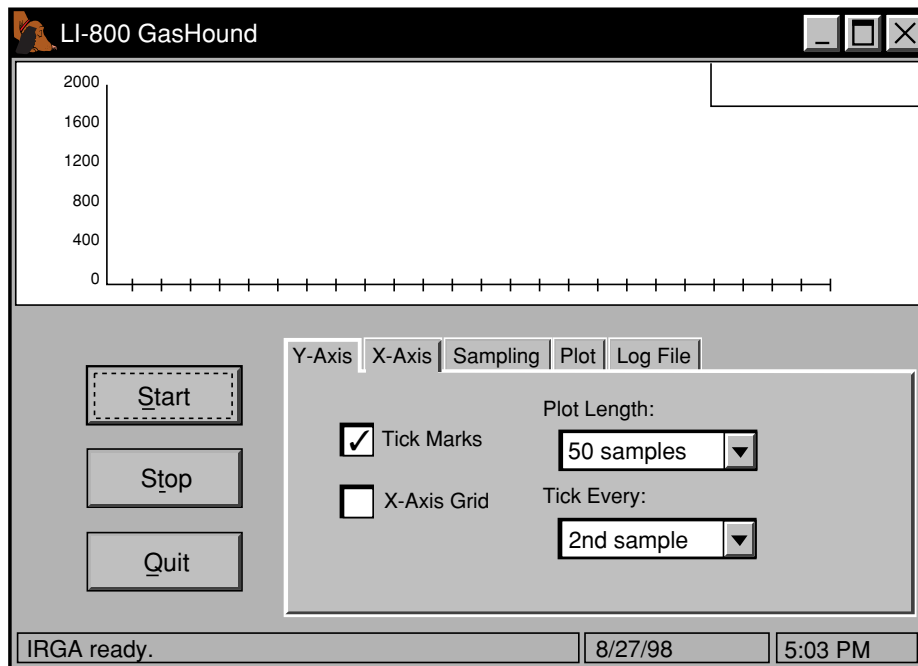 LI-800 GasHound
2000
1600
1200
800
400
0
Start
Stop
Quit
Y-Axis X-Axis Sampling Plot Log File
Tick Marks
X-Axis Grid
Plot Length:
50 samples
Tick Every:
2nd sample
IRGA ready. 8/27/98 5:03 PM